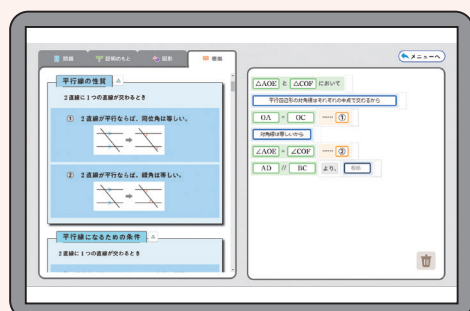 問題
証明のもと
図形
根拠
メニューへ
平行線の性質
2直線に1つの直線が交わるとき
① 2直線が平行ならば、同位角は等しい。
② 2直線が平行ならば、錯角は等しい。
平行線になるための条件
2直線に1つの直線が交わるとき
△AOE と △COF において
平行四辺形の対角線はそれぞれの中点で交わるから
OA = OC …… ①
対頂角は等しいから
∠AOE = ∠COF …… ②
AD // BC より、 根拠